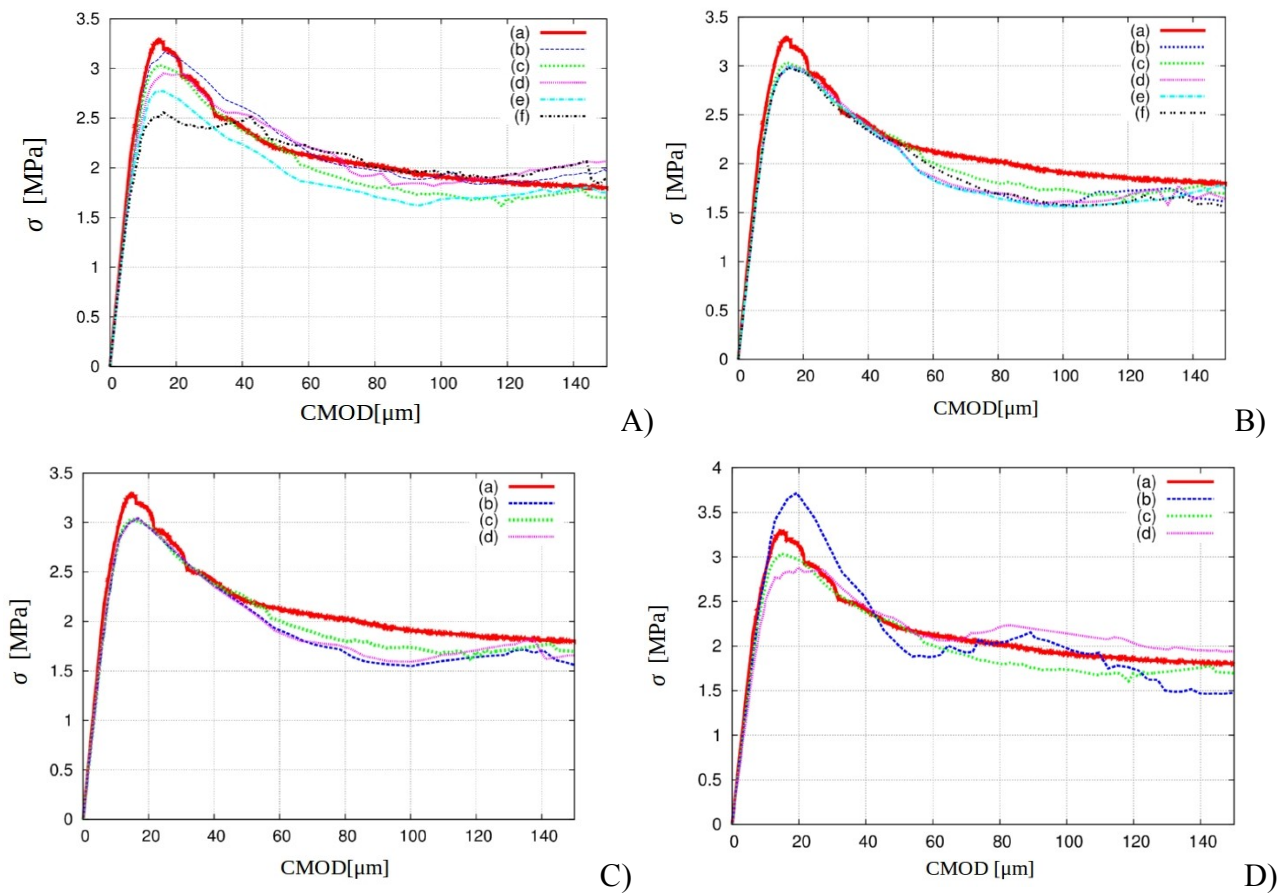 3.5
3
2.5
2
1.5
1
0.5
0
σ [MPa]
0 20 40 60 80 100 120 140
CMOD[μm]
(a)
(b)
(c)
(d)
(e)
(f)
A)
3.5
3
2.5
2
1.5
1
0.5
0
σ [MPa]
0 20 40 60 80 100 120 140
CMOD[μm]
(a)
(b)
(c)
(d)
(e)
(f)
B)
3.5
3
2.5
2
1.5
1
0.5
0
σ [MPa]
0 20 40 60 80 100 120 140
CMOD[μm]
(a)
(b)
(c)
(d)
C)
4
3.5
3
2.5
2
1.5
1
0.5
0
σ [MPa]
0 20 40 60 80 100 120 140
CMOD [μm]
(a)
(b)
(c)
(d)
D)